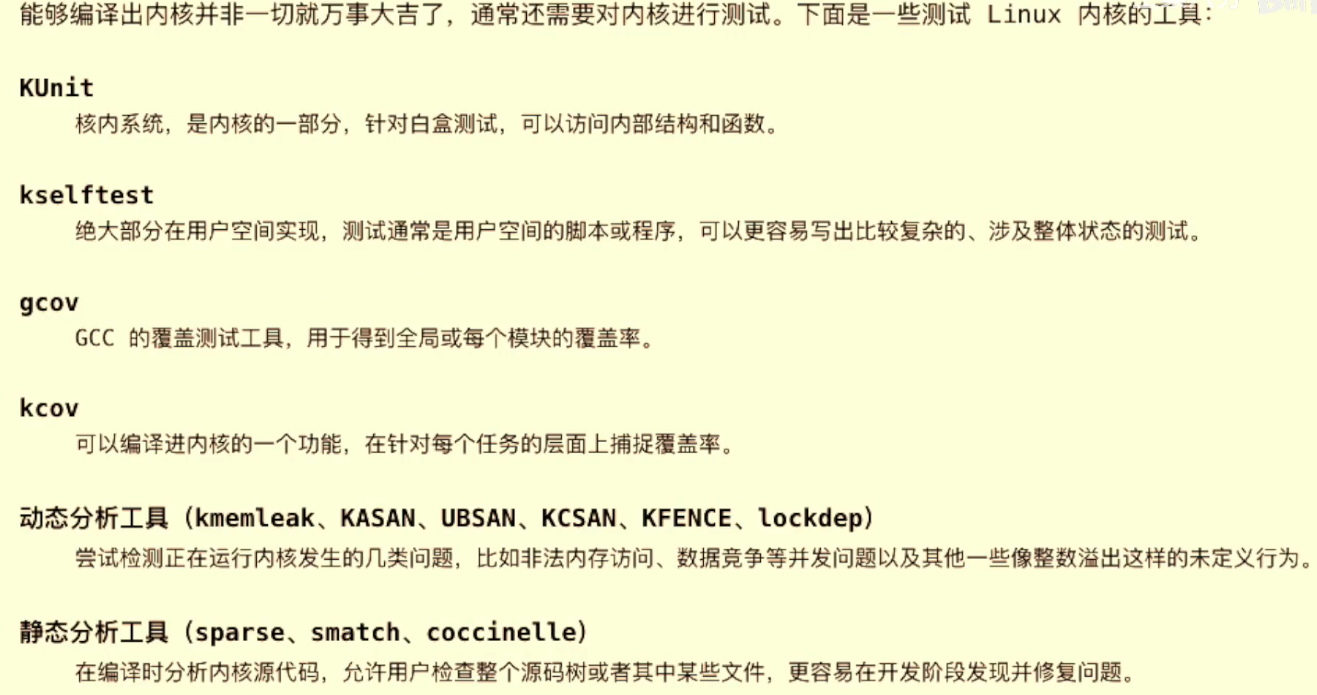 能够编译出内核并非一切就万事大吉了，通常还需要对内核进行测试。下面是一些测试 Linux 内核的工具：
KUnit
核内系统，是内核的一部分，针对白盒测试，可以访问内部结构和函数。
kselftest
绝大部分在用户空间实现，测试通常是用户空间的脚本或程序，可以更容易写出比较复杂的、涉及整体状态的测试。
gcov
GCC 的覆盖测试工具，用于得到全局或每个模块的覆盖率。
kcov
可以编译进内核的一个功能，在针对每个任务的层面上捕捉覆盖率。
动态分析工具（kmemleak、KASAN、UBSAN、KCSAN、KFENCE、lockdep）
尝试检测正在运行内核发生的几类问题，比如非法内存访问、数据竞争等并发问题以及其他一些像整数溢出这样的未定义行为。
静态分析工具（sparse、smatch、coccinelle）
在编译时分析内核源代码，允许用户检查整个源码树或者其中某些文件，更容易在开发阶段发现并修复问题。